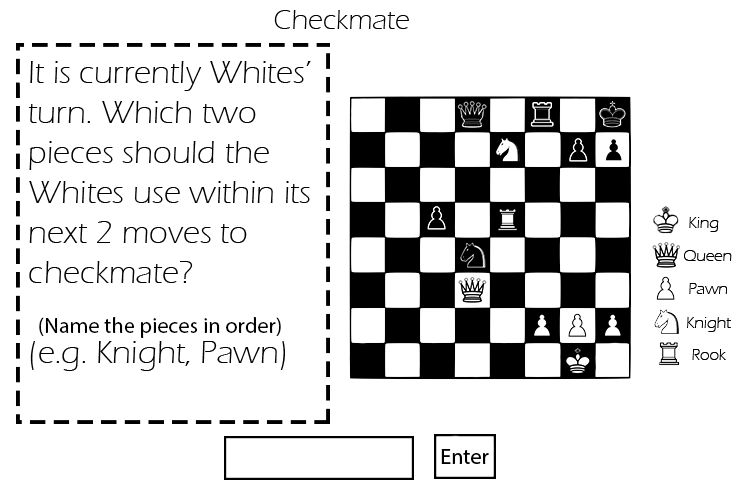 Checkmate
It is currently Whites'
turn. Which two
pieces should the
Whites use within its
next 2 moves to
checkmate?
(Name the pieces in order)
(e.g. Knight, Pawn)
King
Queen
Pawn
Knight
Rook
Enter